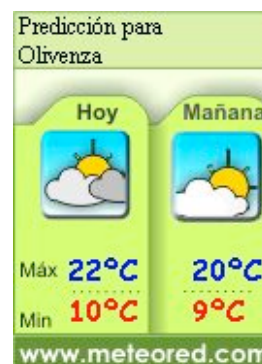 Predicción para
Olivenza
Hoy Mañana
Máx 22°C 20°C
Min 10°C 9°C
www.meteored.com